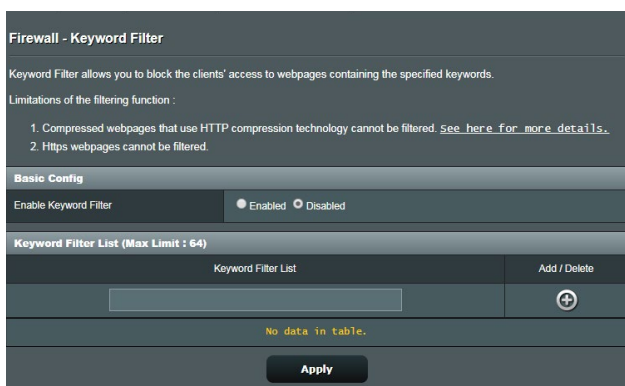 Firewall - Keyword Filter
Keyword Filter allows you to block the clients' access to webpages containing the specified keywords.
Limitations of the filtering function :
1. Compressed webpages that use HTTP compression technology cannot be filtered. See here for more details.
2. Https webpages cannot be filtered.
Basic Config
Enable Keyword Filter Enabled Disabled
Keyword Filter List (Max Limit : 64)
Keyword Filter List Add / Delete
No data in table.
Apply